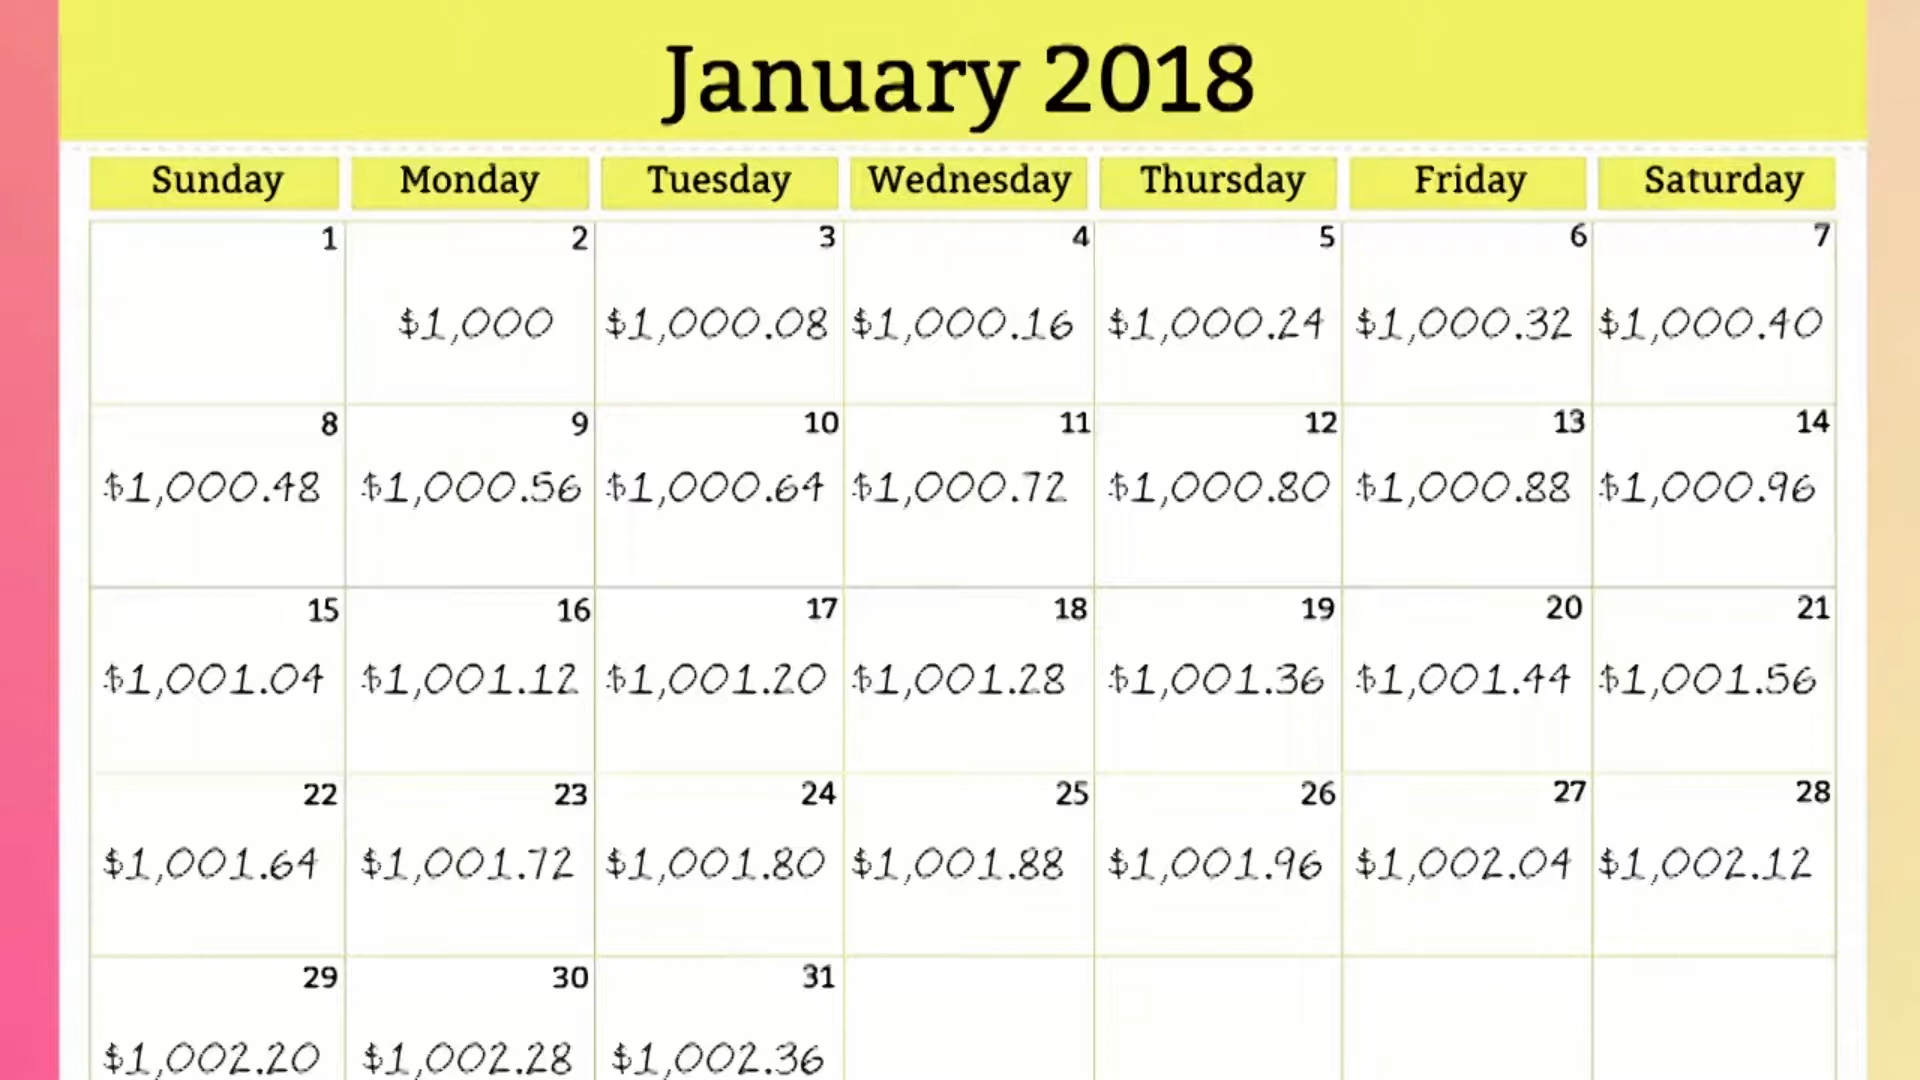 January 2018
Sunday Monday Tuesday Wednesday Thursday Friday Saturday
1 2 3 4 5 6 7
$1,000 $1,000.08 $1,000.16 $1,000.24 $1,000.32 $1,000.40
8 9 10 11 12 13 14
$1,000.48 $1,000.56 $1,000.64 $1,000.72 $1,000.80 $1,000.88 $1,000.96
15 16 17 18 19 20 21
$1,001.04 $1,001.12 $1,001.20 $1,001.28 $1,001.36 $1,001.44 $1,001.56
22 23 24 25 26 27 28
$1,001.64 $1,001.72 $1,001.80 $1,001.88 $1,001.96 $1,002.04 $1,002.12
29 30 31
$1,002.20 $1,002.28 $1,002.36